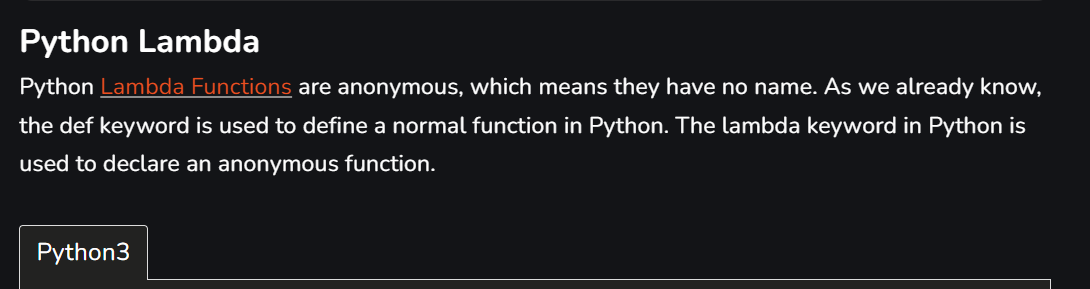 Python Lambda
Python Lambda Functions are anonymous, which means they have no name. As we already know,
the def keyword is used to define a normal function in Python. The lambda keyword in Python is
used to declare an anonymous function.
Python3